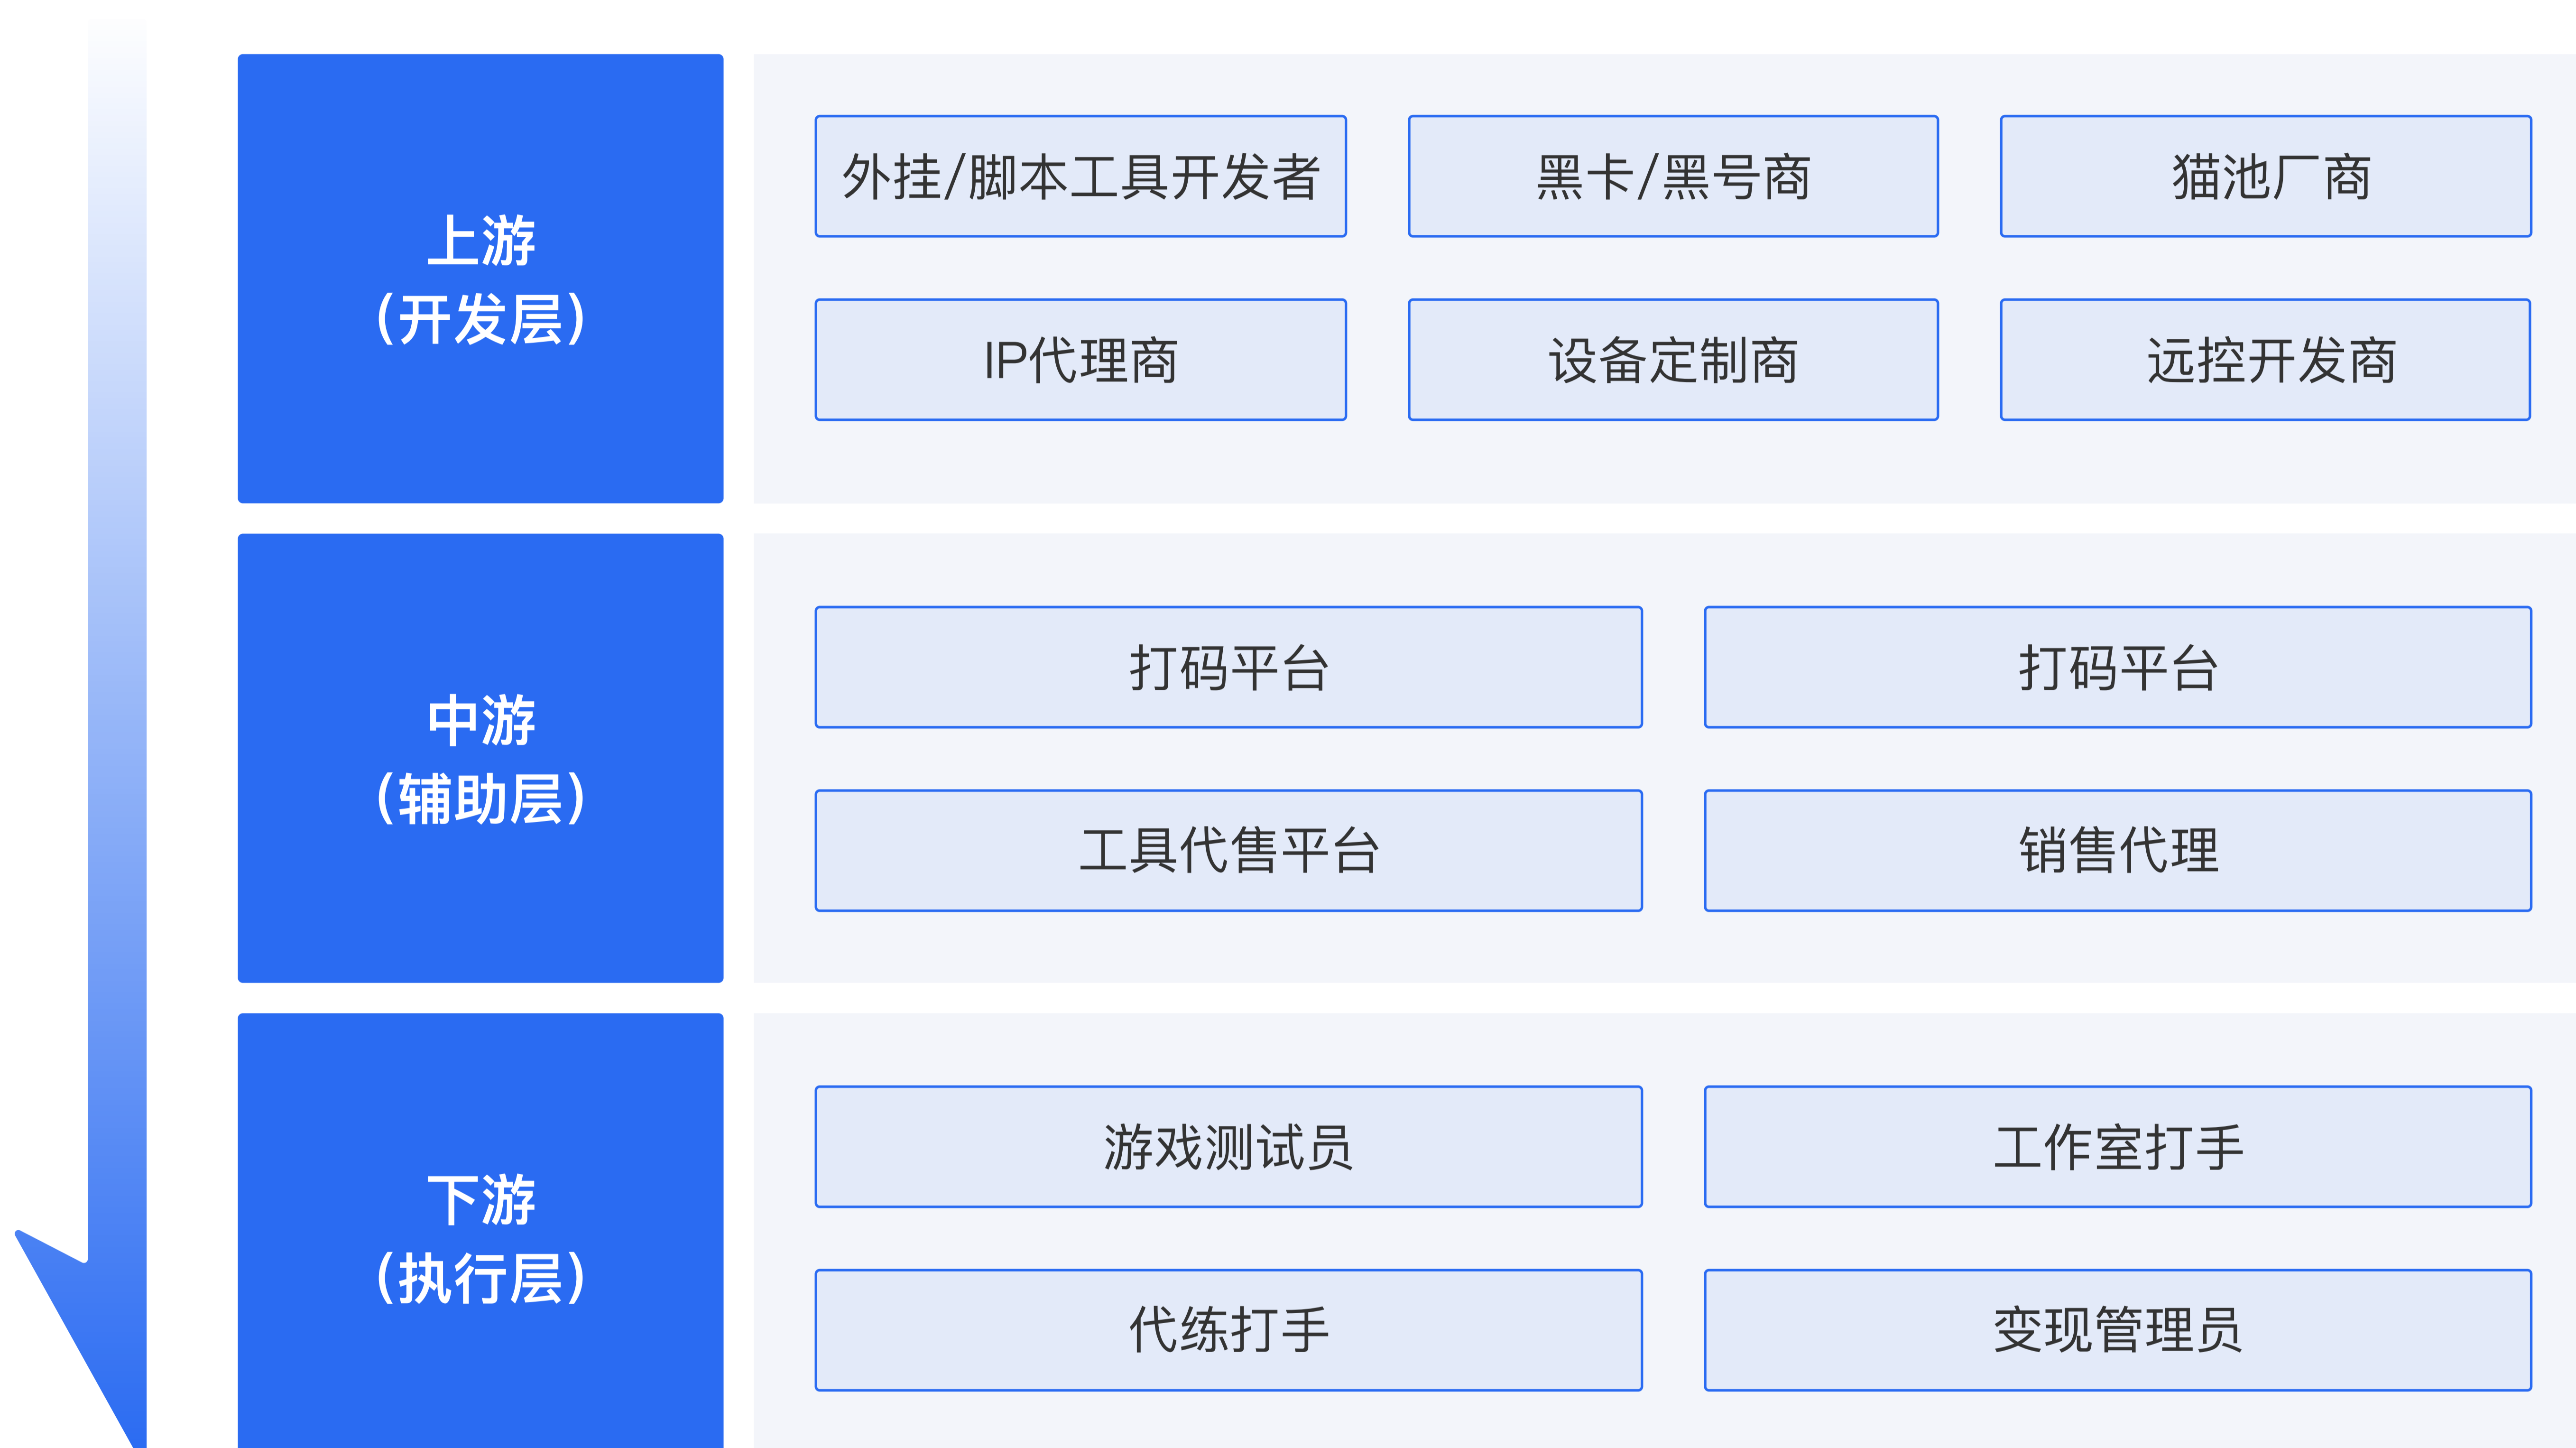 上游
(开发层)
外挂/脚本工具开发者
黑卡/黑号商
猫池厂商
IP代理商
设备定制商
远控开发商
中游
(辅助层)
打码平台
打码平台
工具代售平台
销售代理
下游
(执行层)
游戏测试员
工作室打手
代练打手
变现管理员